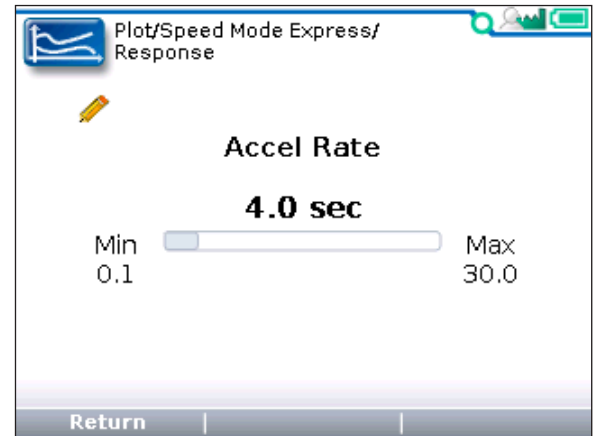 Plot/Speed Mode Express/
Response
Accel Rate
4.0 sec
Min
Max
0.1
30.0
Return